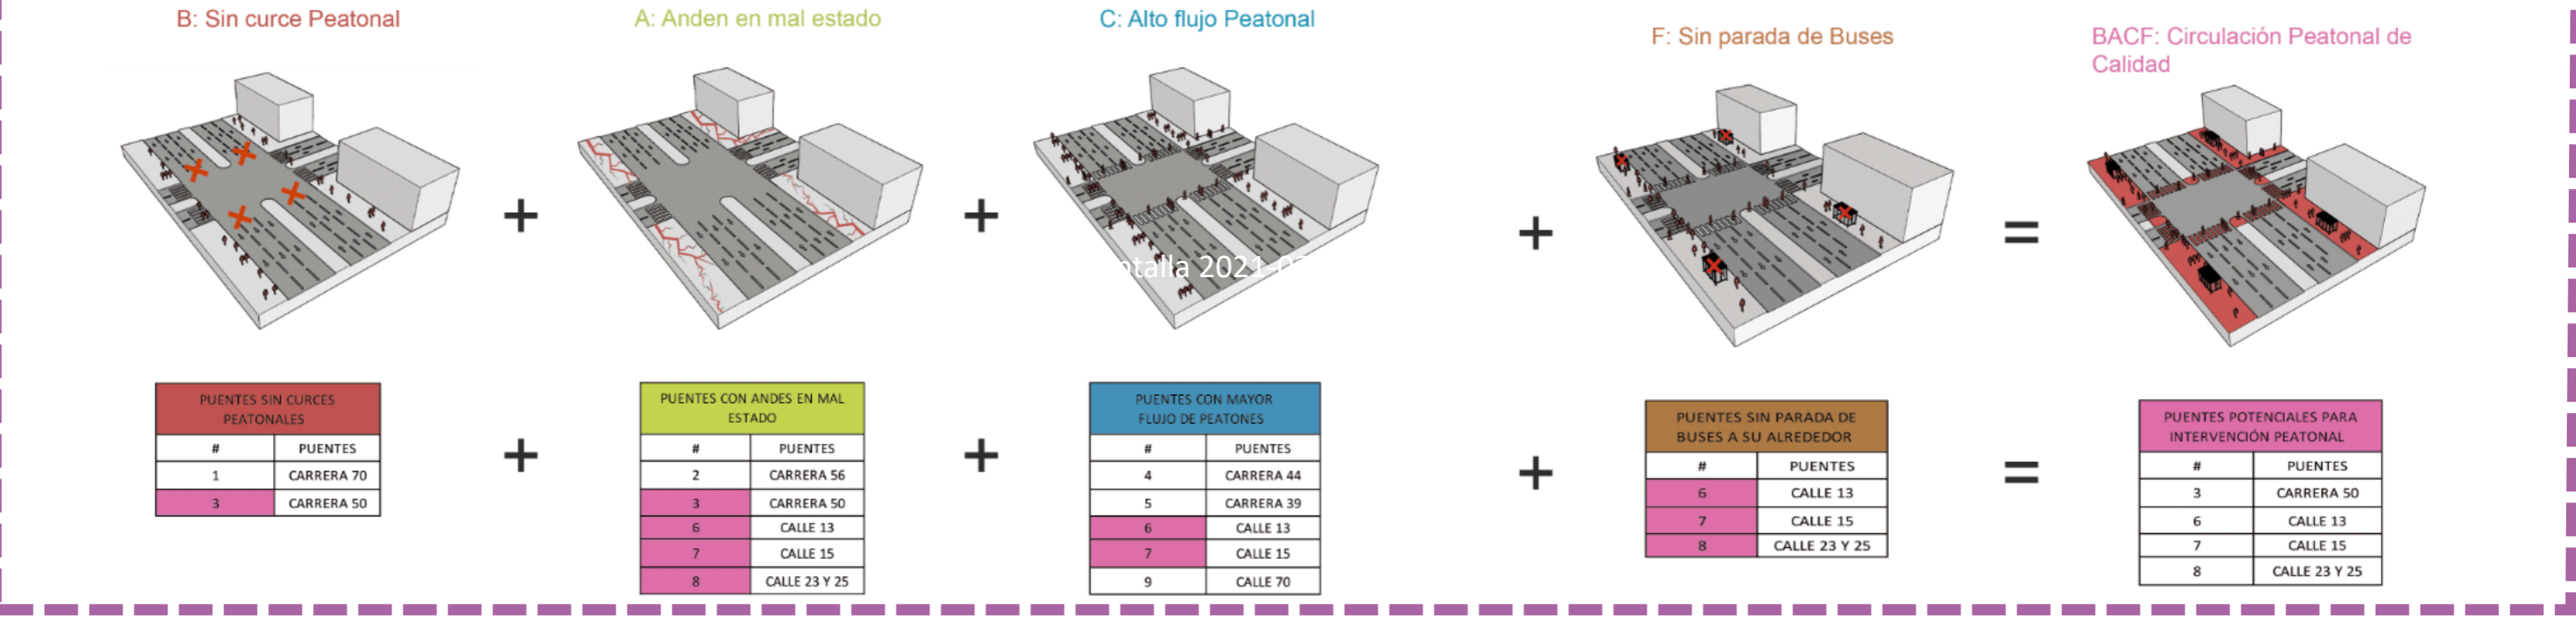 B: Sin curce Peatonal
A: Anden en mal estado
C: Alto flujo Peatonal
F: Sin parada de Buses
BACF: Circulación Peatonal de
Calidad
+
+
ntalla 2021-0
+
=
PUENTES SIN CURCES
PEATONALES
# PUENTES
1 CARRERA 70
3 CARRERA 50
+
PUENTES CON ANDES EN MAL
ESTADO
# PUENTES
2 CARRERA 56
3 CARRERA 50
6 CALLE 13
7 CALLE 15
8 CALLE 23 Y 25
+
PUENTES CON MAYOR
FLUJO DE PEATONES
# PUENTES
4 CARRERA 44
5 CARRERA 39
6 CALLE 13
7 CALLE 15
9 CALLE 70
+
PUENTES SIN PARADA DE
BUSES A SU ALREDEDOR
# PUENTES
6 CALLE 13
7 CALLE 15
8 CALLE 23 Y 25
=
PUENTES POTENCIALES PARA
INTERVENCIÓN PEATONAL
# PUENTES
3 CARRERA 50
6 CALLE 13
7 CALLE 15
8 CALLE 23 Y 25